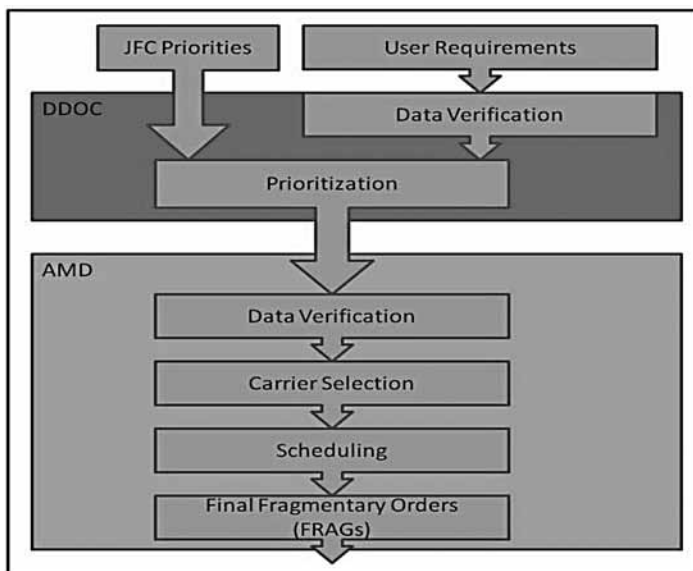 JFC Priorities
User Requirements
DDOC
Data Verification
Prioritization
AMD
Data Verification
Carrier Selection
Scheduling
Final Fragmentary Orders
(FRAGs)